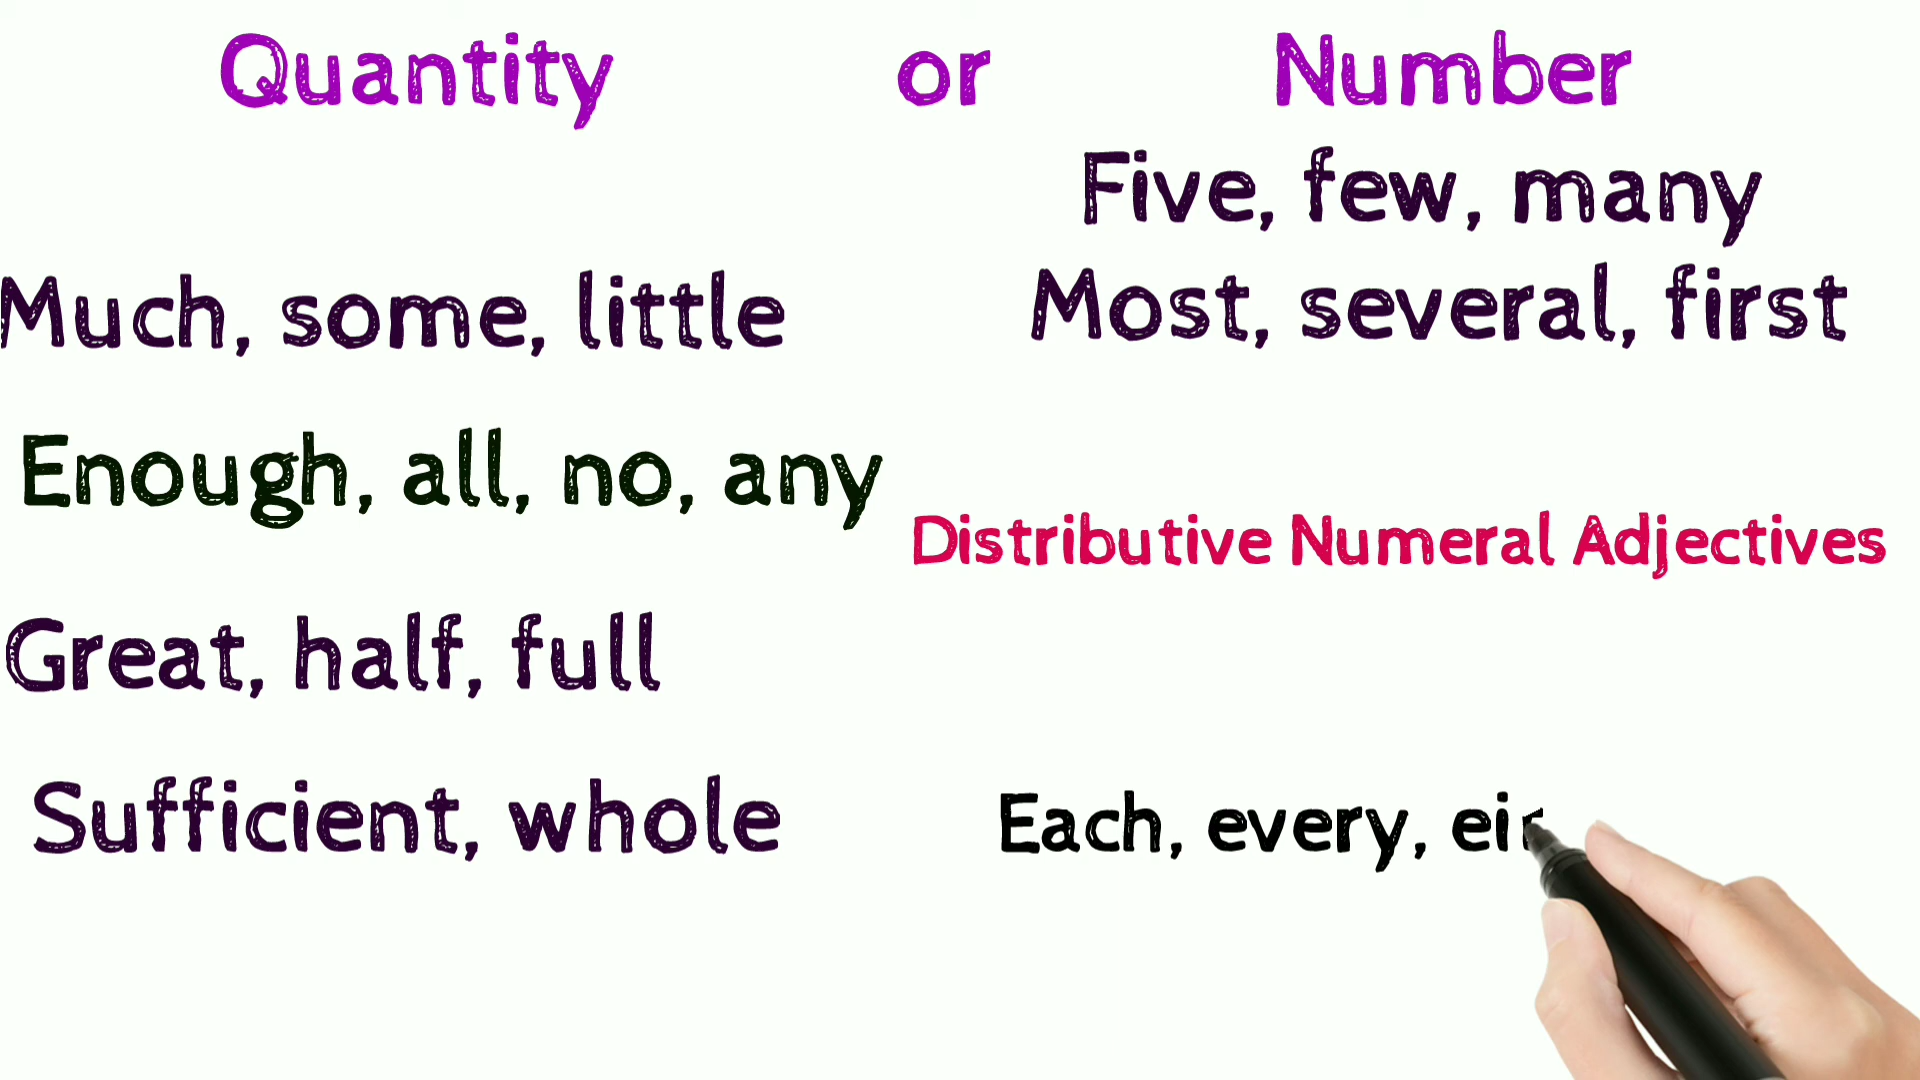 Quantity or Number
Five, few, many
Much, some, little
Most, several, first
Enough, all, no, any
Distributive Numeral Adjectives
Great, half, full
Sufficient, whole
Each, every,